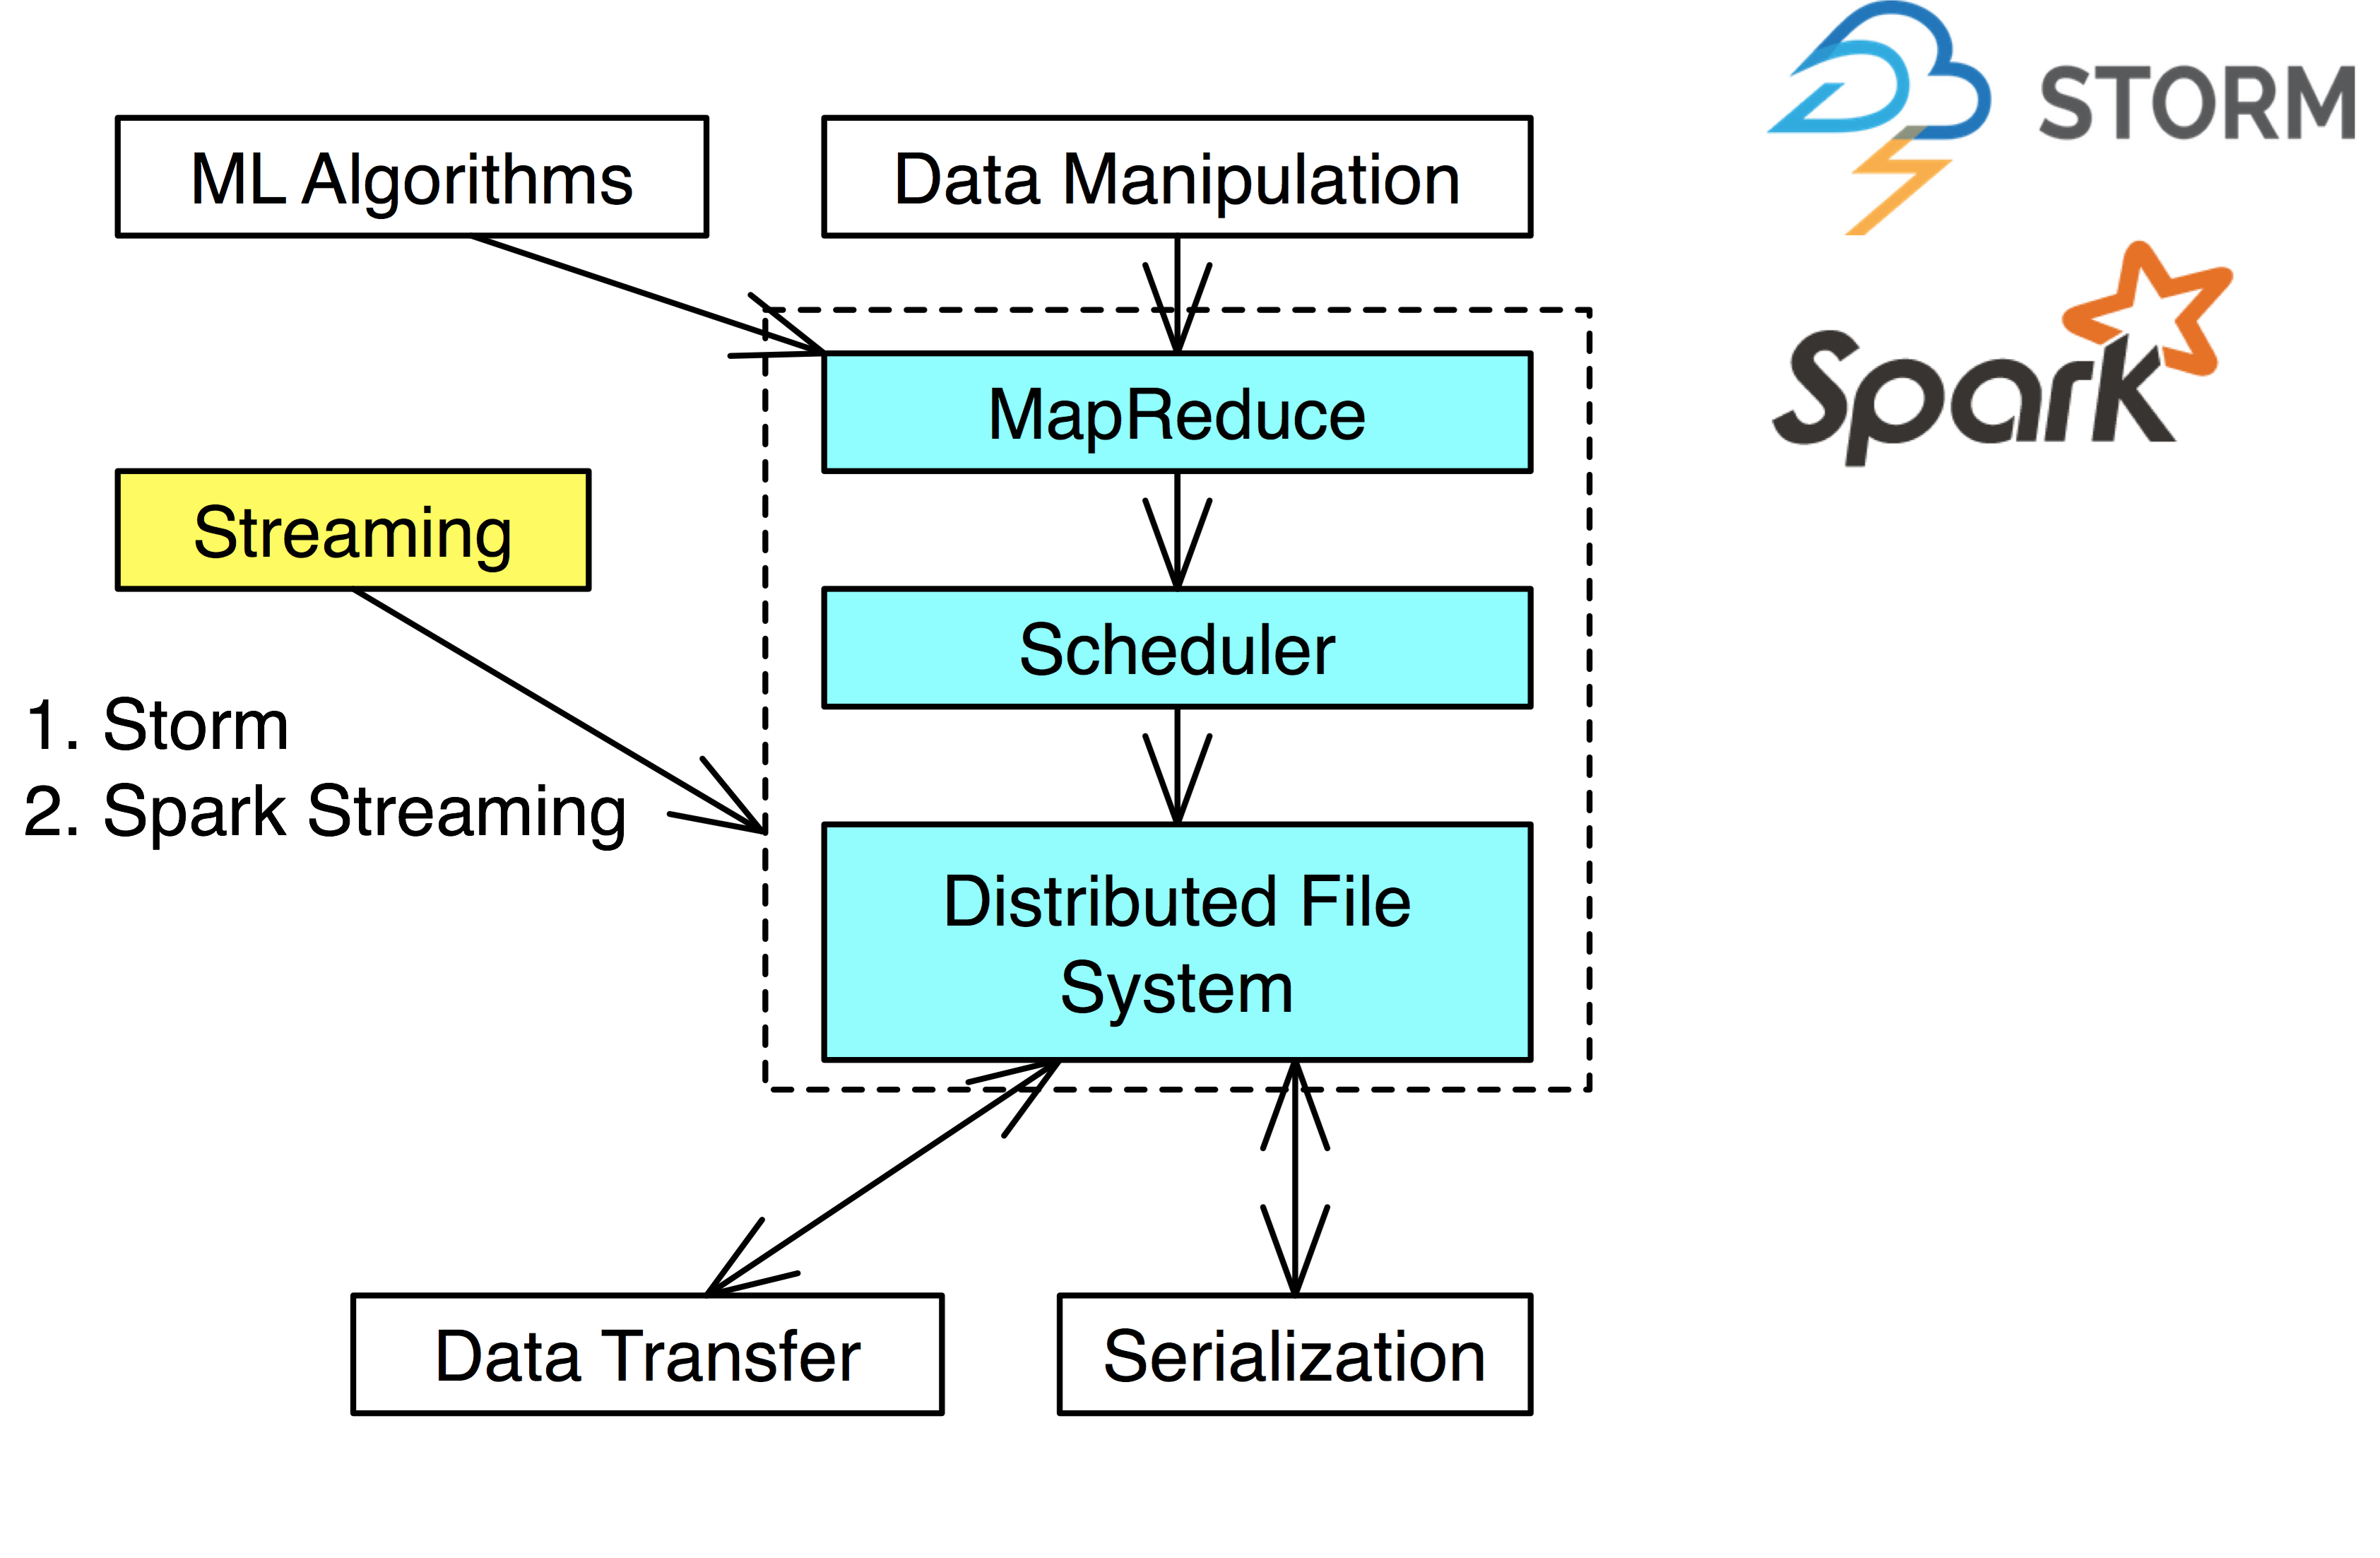 STORM
ML Algorithms
Data Manipulation
Spark
MapReduce
Streaming
Scheduler
1. Storm
2. Spark Streaming
Distributed File
System
Data Transfer
Serialization